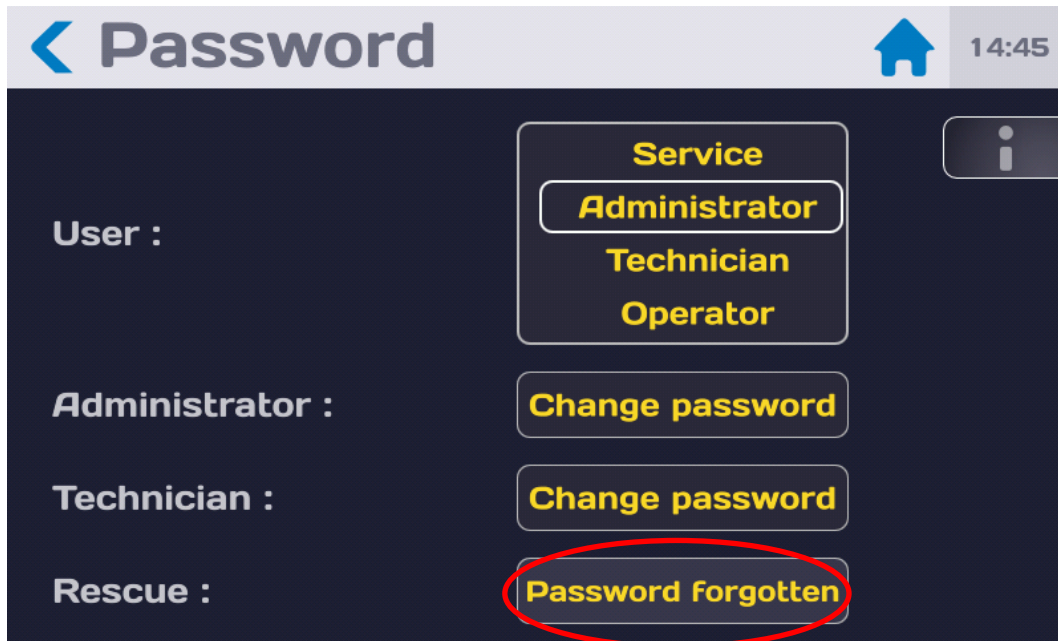 Password
14:45
User :
Service
Administrator
Technician
Operator
Administrator :
Change password
Technician :
Change password
Rescue :
Password forgotten